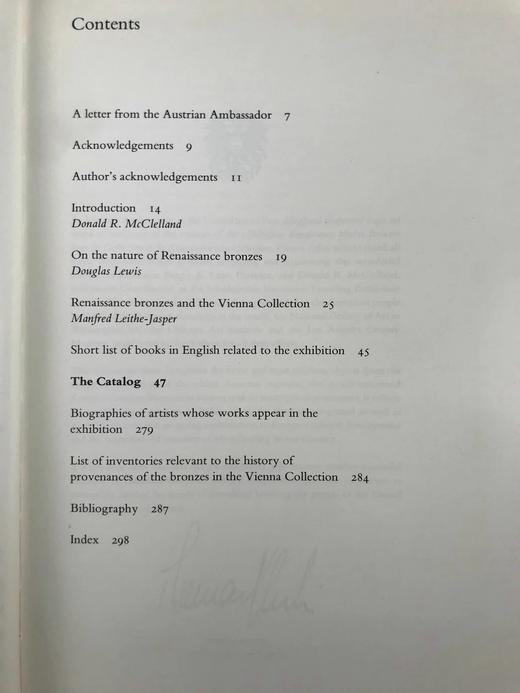 Contents
A letter from the Austrian Ambassador 7
Acknowledgements 9
Author's acknowledgements 11
Introduction 14
Donald R. McClelland
On the nature of Renaissance bronzes 19
Douglas Lewis
Renaissance bronzes and the Vienna Collection 25
Manfred Leithe-Jasper
Short list of books in English related to the exhibition 45
The Catalog 47
Biographies of artists whose works appear in the
exhibition 279
List of inventories relevant to the history of
provenances of the bronzes in the Vienna Collection 284
Bibliography 287
Index 298